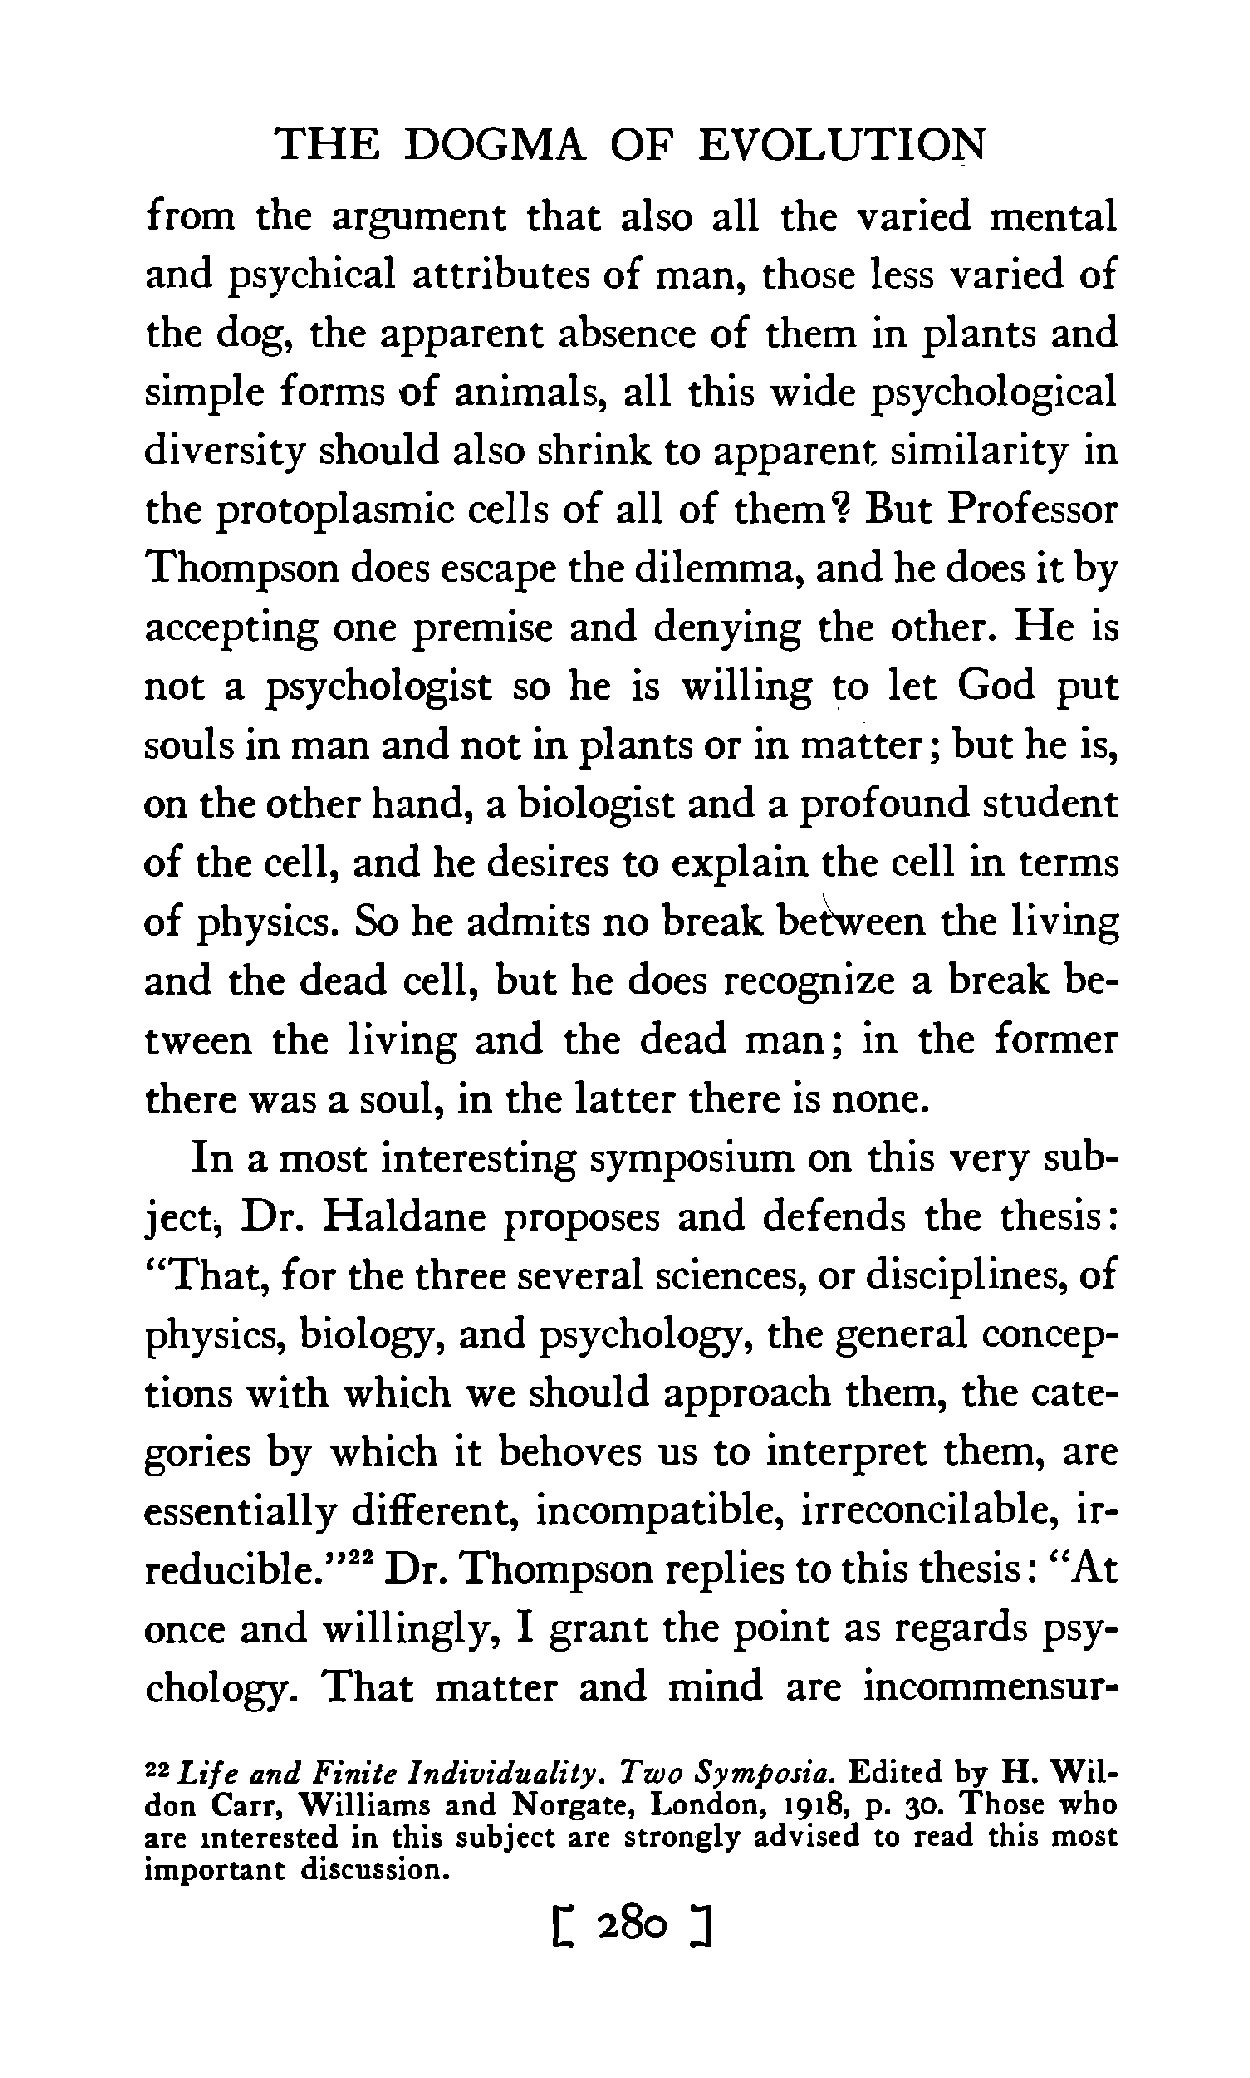 THE DOGMA OF EVOLUTION
from the argument that also all the varied mental
and psychical attributes of man, those less varied of
the dog, the apparent absence of them in plants and
simple forms of animals, all this wide psychological
diversity should also shrink to apparent similarity in
the protoplasmic cells of all of them? But Professor
Thompson does escape the dilemma, and he does it by
accepting one premise and denying the other. He is
not a psychologist so he is willing to let God put
souls in man and not in plants or in matter; but he is,
on the other hand, a biologist and a profound student
of the cell, and he desires to explain the cell in terms
of physics. So he admits no break between the living
and the dead cell, but he does recognize a break be-
tween the living and the dead man; in the former
there was a soul, in the latter there is none.
In a most interesting symposium on this very sub-
ject, Dr. Haldane proposes and defends the thesis:
"That, for the three several sciences, or disciplines, of
physics, biology, and psychology, the general concep-
tions with which we should approach them, the cate-
gories by which it behoves us to interpret them, are
essentially different, incompatible, irreconcilable, ir-
reducible."²² Dr. Thompson replies to this thesis: "At
once and willingly, I grant the point as regards psy-
chology. That matter and mind are incommensur-
²² Life and Finite Individuality. Two Symposia. Edited by H. Wil-
don Carr, Williams and Norgate, London, 1918, p. 30. Those who
are interested in this subject are strongly advised to read this most
important discussion.
[ 280 ]